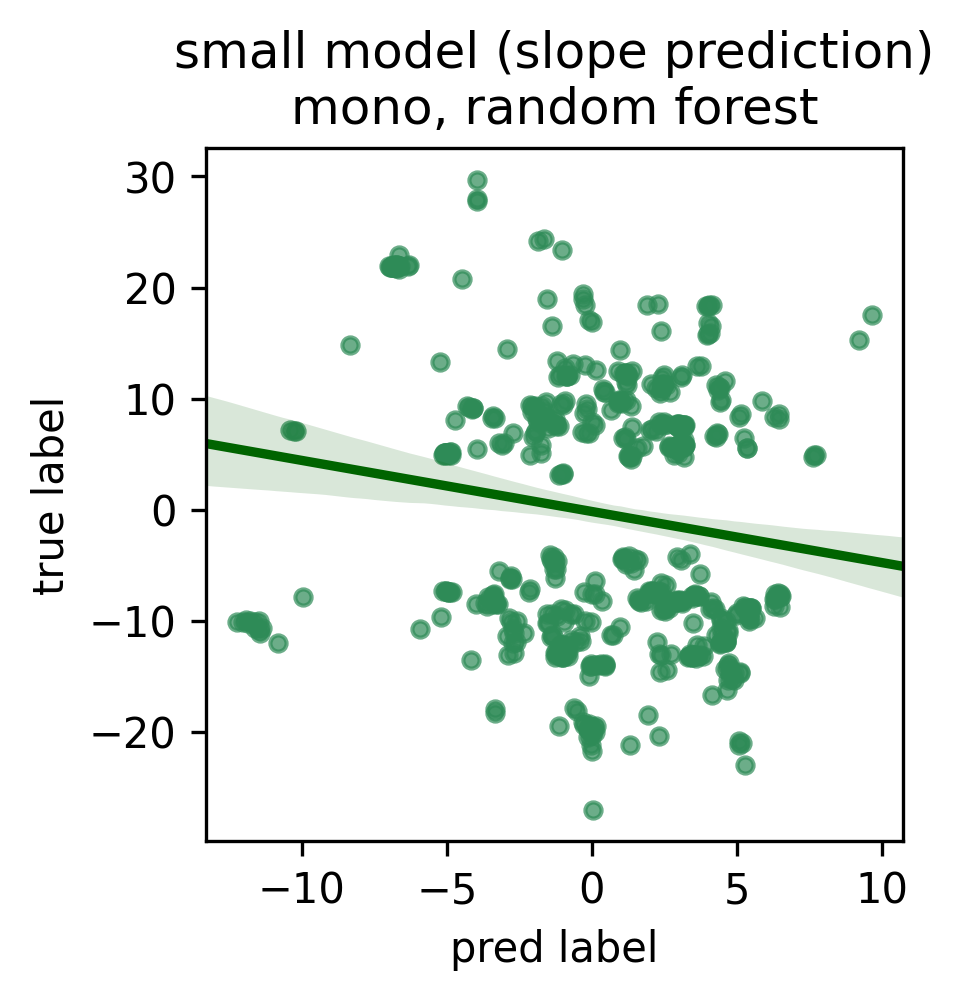 small model (slope prediction)
mono, random forest
30
20
10
0
−10
−20
true label
−10
−5
0
5
10
pred label